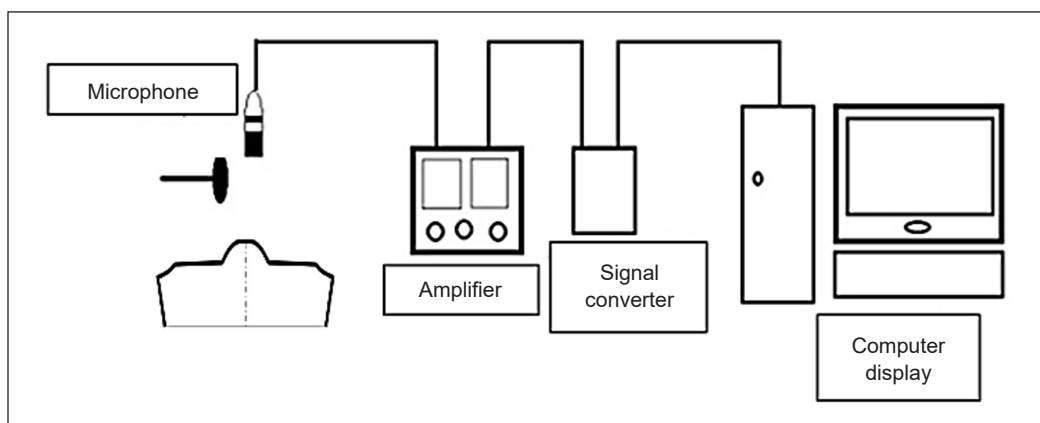 Microphone
Amplifier
Signal
converter
Computer
display